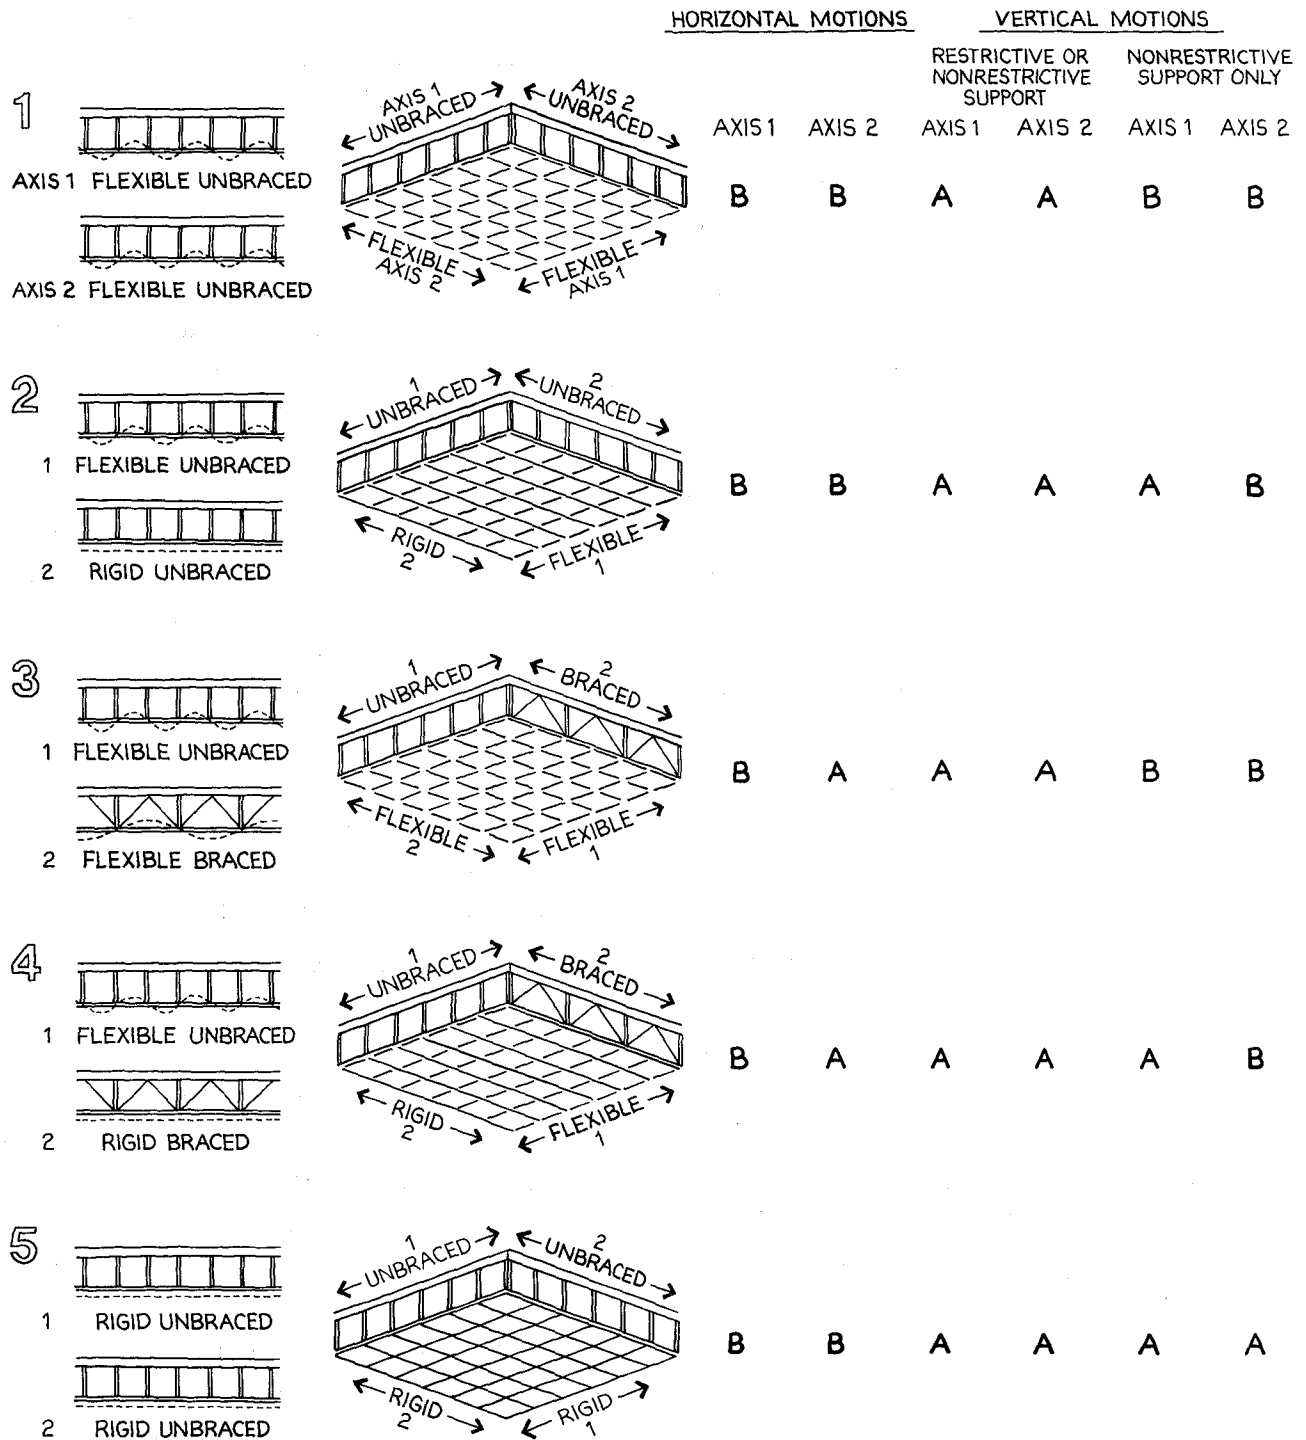 HORIZONTAL MOTIONS VERTICAL MOTIONS
RESTRICTIVE OR NONRESTRICTIVE
NONRESTRICTIVE SUPPORT ONLY
SUPPORT
AXIS 1 AXIS 2 AXIS 1 AXIS 2 AXIS 1 AXIS 2
1
AXIS 1 FLEXIBLE UNBRACED
AXIS 2 FLEXIBLE UNBRACED
AXIS 1
UNBRACED
AXIS 2
UNBRACED
FLEXIBLE
AXIS 2
FLEXIBLE
AXIS 1
B B A A B B
2
1 FLEXIBLE UNBRACED
2 RIGID UNBRACED
1
UNBRACED
2
UNBRACED
RIGID
2
FLEXIBLE
1
B B A A A B
3
1 FLEXIBLE UNBRACED
2 FLEXIBLE BRACED
1
UNBRACED
2
BRACED
FLEXIBLE
2
FLEXIBLE
1
B A A A B B
4
1 FLEXIBLE UNBRACED
2 RIGID BRACED
1
UNBRACED
2
BRACED
RIGID
2
FLEXIBLE
1
B A A A A B
5
1 RIGID UNBRACED
2 RIGID UNBRACED
1
UNBRACED
2
UNBRACED
RIGID
2
RIGID
1
B B A A A A